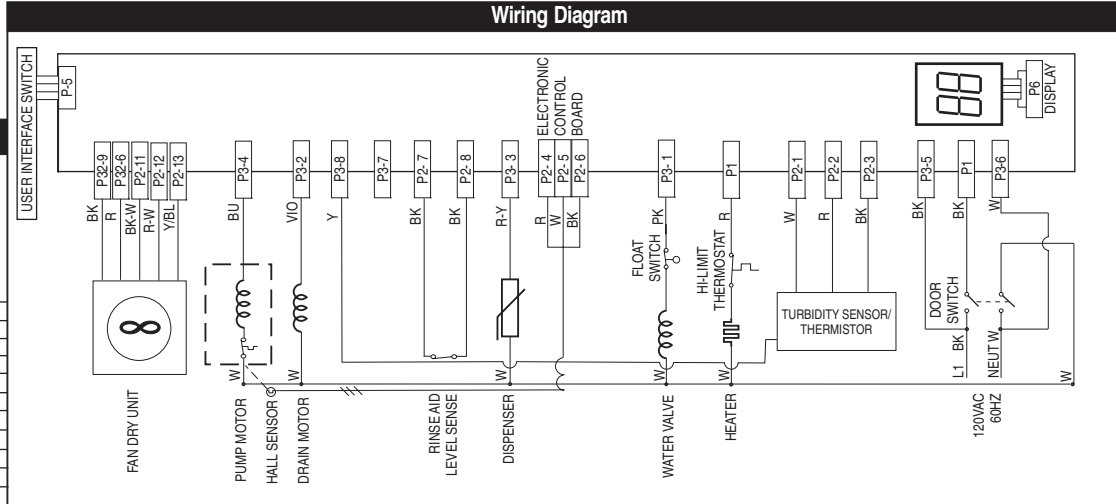 Wiring Diagram
USER INTERFACE SWITCH
P-5
P32-9
P32-6
P2-11
P2-12
P2-13
BK
R
BK-W
R-W
Y/BL
FAN DRY UNIT
P3-4
BU
W
PUMP MOTOR
HALL SENSOR
P3-2
VIO
DRAIN MOTOR
P3-8
Y
P3-7
P2- 7
BK
P2- 8
BK
RINSE AID
LEVEL SENSE
P3- 3
R-Y
W
DISPENSER
ELECTRONIC
CONTROL
BOARD
P2- 4
P2- 5
P2- 6
R
W
BK
P3- 1
PK
FLOAT
SWITCH
W
WATER VALVE
P1
R
HI-LIMIT
THERMOSTAT
W
HEATER
P2-1
P2-2
P2-3
W
R
BK
TURBIDITY SENSOR/
THERMISTOR
P3-5
P1
P3-6
BK
BK
W
DOOR
SWITCH
L1
BK
NEUT W
120VAC
60HZ
W
88
P6
DISPLAY